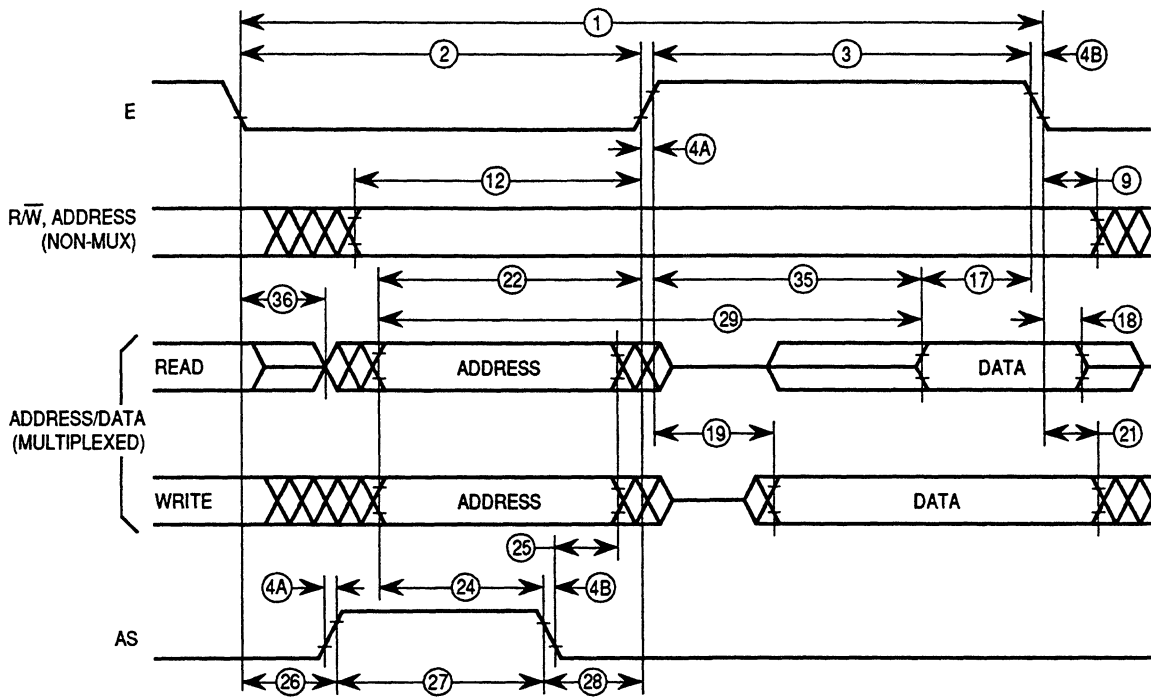 1
2
3
4B
E
4A
12
9
R/W̅, ADDRESS
(NON-MUX)
22
35
17
36
29
18
READ
ADDRESS
DATA
ADDRESS/DATA
(MULTIPLEXED)
19
21
WRITE
ADDRESS
DATA
25
4A
24
4B
AS
26
27
28